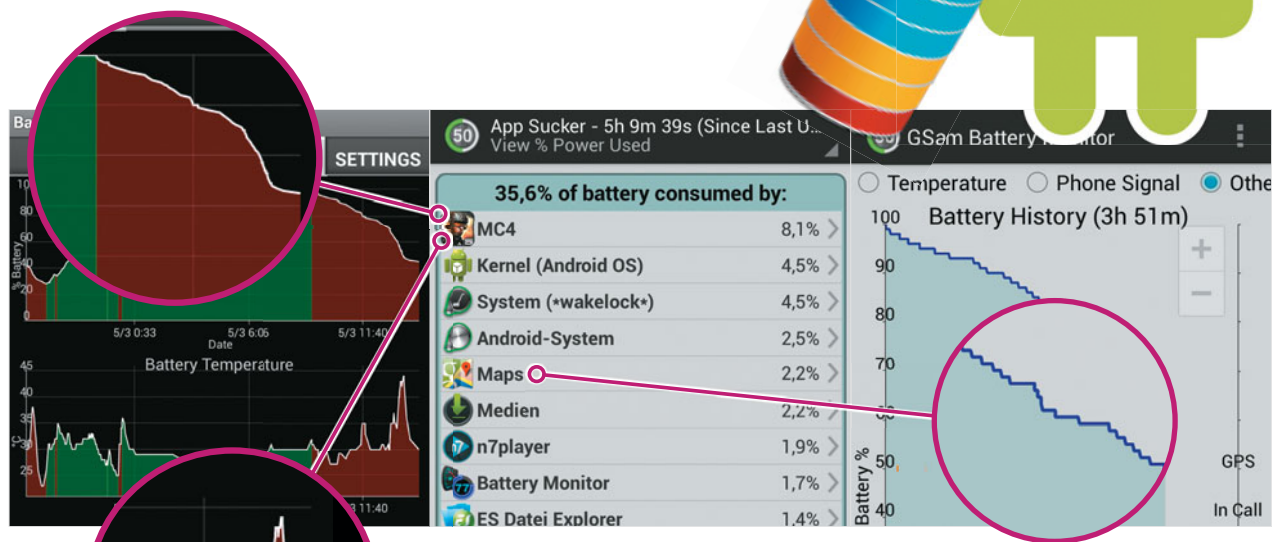 SETTINGS
80
60
40
20
0
% Battery
5/3 0:33
5/3 6:06
5/3 11:40
Date
Battery Temperature
45
40
35
30
25
°C
11:40
50
App Sucker - 5h 9m 39s (Since Last U...
View % Power Used
35,6% of battery consumed by:
MC4 8,1%
Kernel (Android OS) 4,5%
System (*wakelock*) 4,5%
Android-System 2,5%
Maps 2,2%
Medien 2,2%
n7player 1,9%
Battery Monitor 1,7%
ES Datei Explorer 1,4%
GSam Battery
Temperature Phone Signal
Battery History (3h 51m)
100
90
80
70
50
40
Battery %
GPS
In Call